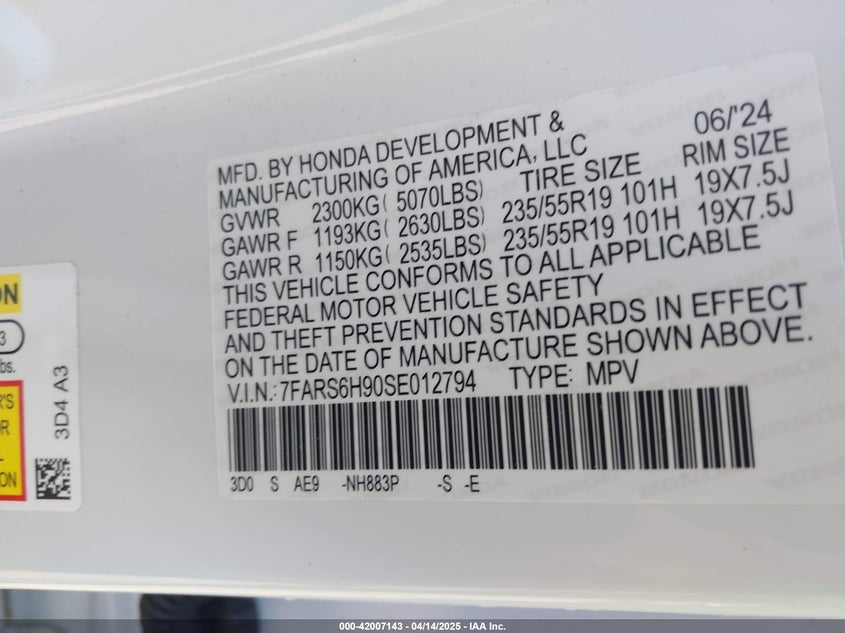 MFD. BY HONDA DEVELOPMENT & 06/'24
MANUFACTURING OF AMERICA, LLC
TIRE SIZE RIM SIZE
GVWR 2300KG( 5070LBS)
GAWR F 1193KG( 2630LBS) 235/55R19 101H 19X7.5J
GAWR R 1150KG( 2535LBS) 235/55R19 101H 19X7.5J
THIS VEHICLE CONFORMS TO ALL APPLICABLE
FEDERAL MOTOR VEHICLE SAFETY
AND THEFT PREVENTION STANDARDS IN EFFECT
ON THE DATE OF MANUFACTURE SHOWN ABOVE.
V.I.N.: 7FARS6H90SE012794 TYPE: MPV
3D0 S AE9 -NH883P -S -E
3D4 A3
000-42007143 - 04/14/2025 - IAA Inc.